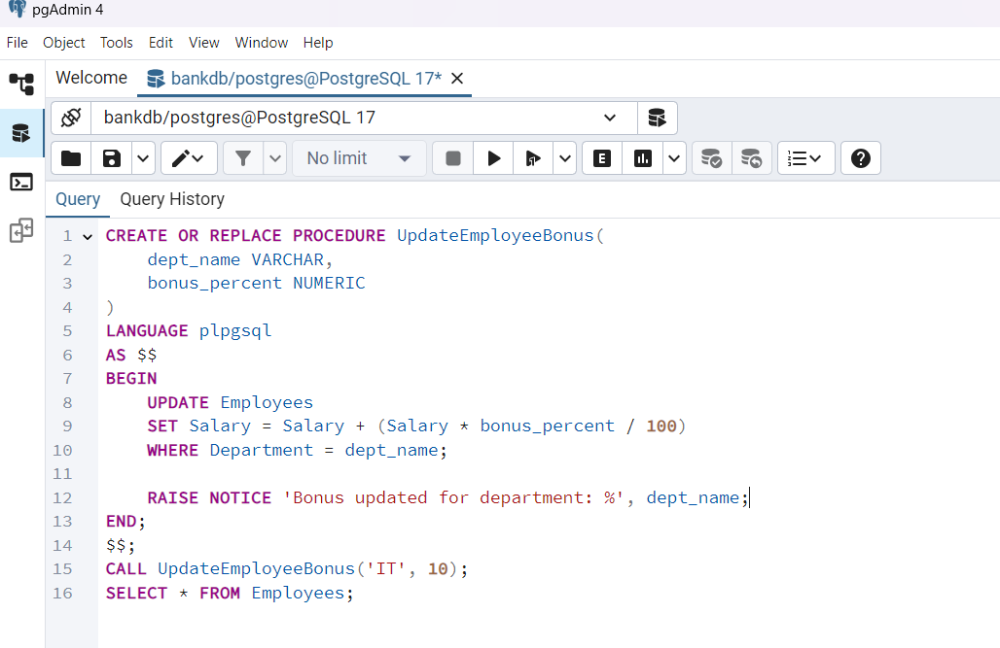 pgAdmin 4
File Object Tools Edit View Window Help
Welcome bankdb/postgres@PostgreSQL 17*
bankdb/postgres@PostgreSQL 17
No limit E
Query Query History
1 CREATE OR REPLACE PROCEDURE UpdateEmployeeBonus(
2 dept_name VARCHAR,
3 bonus_percent NUMERIC
4 )
5 LANGUAGE plpgsql
6 AS $$
7 BEGIN
8 UPDATE Employees
9 SET Salary = Salary + (Salary * bonus_percent / 100)
10 WHERE Department = dept_name;
11
12 RAISE NOTICE 'Bonus updated for department: %', dept_name;
13 END;
14 $$;
15 CALL UpdateEmployeeBonus('IT', 10);
16 SELECT * FROM Employees;